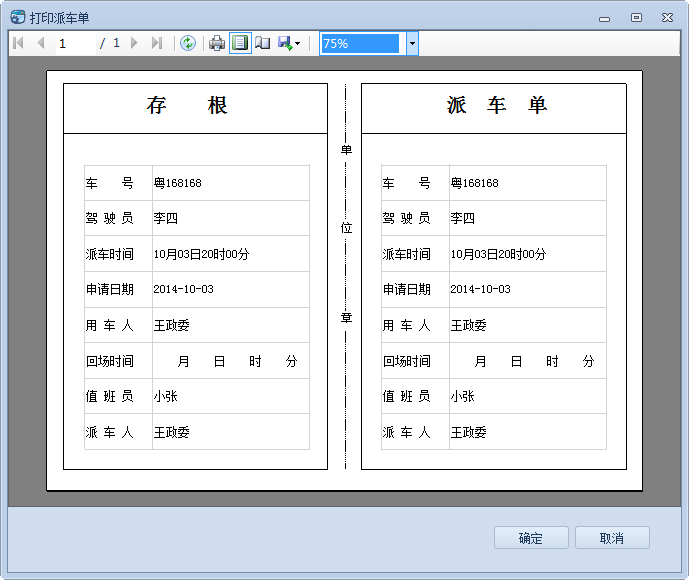 打印派车单
1 / 1 75%
存 根
车 号 粤168168
驾 驶 员 李四
派车时间 10月03日20时00分
申请日期 2014-10-03
用 车 人 王政委
回场时间 月 日 时 分
值 班 员 小张
派 车 人 王政委
单
位
章
派 车 单
车 号 粤168168
驾 驶 员 李四
派车时间 10月03日20时00分
申请日期 2014-10-03
用 车 人 王政委
回场时间 月 日 时 分
值 班 员 小张
派 车 人 王政委
确定 取消